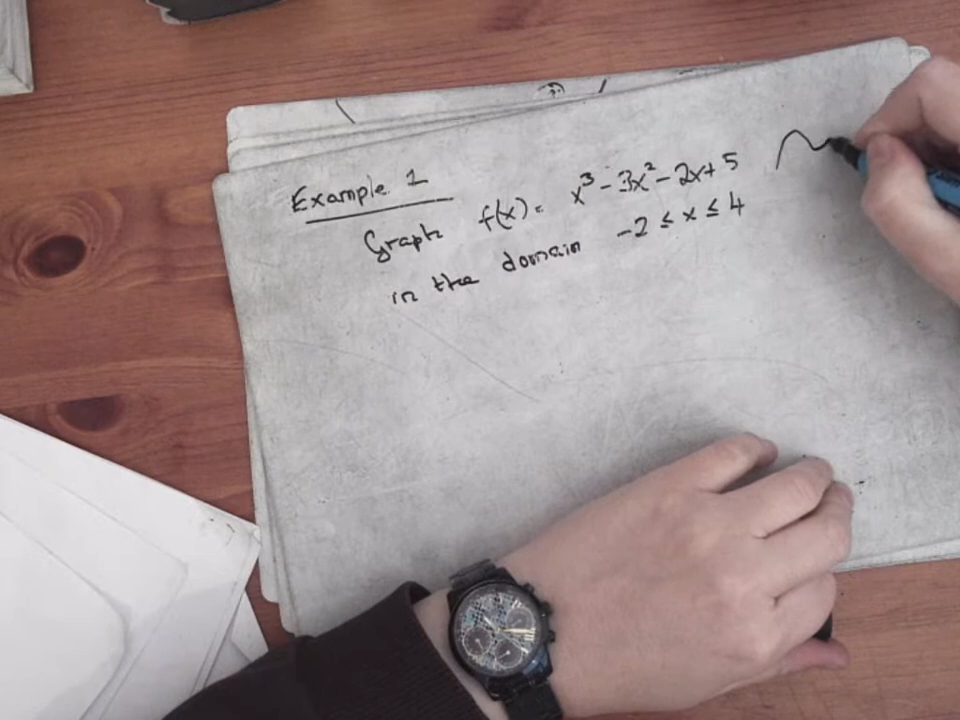 Example 1
Graph f(x) = x³ - 3x² - 2x + 5
in the domain -2 ≤ x ≤ 4